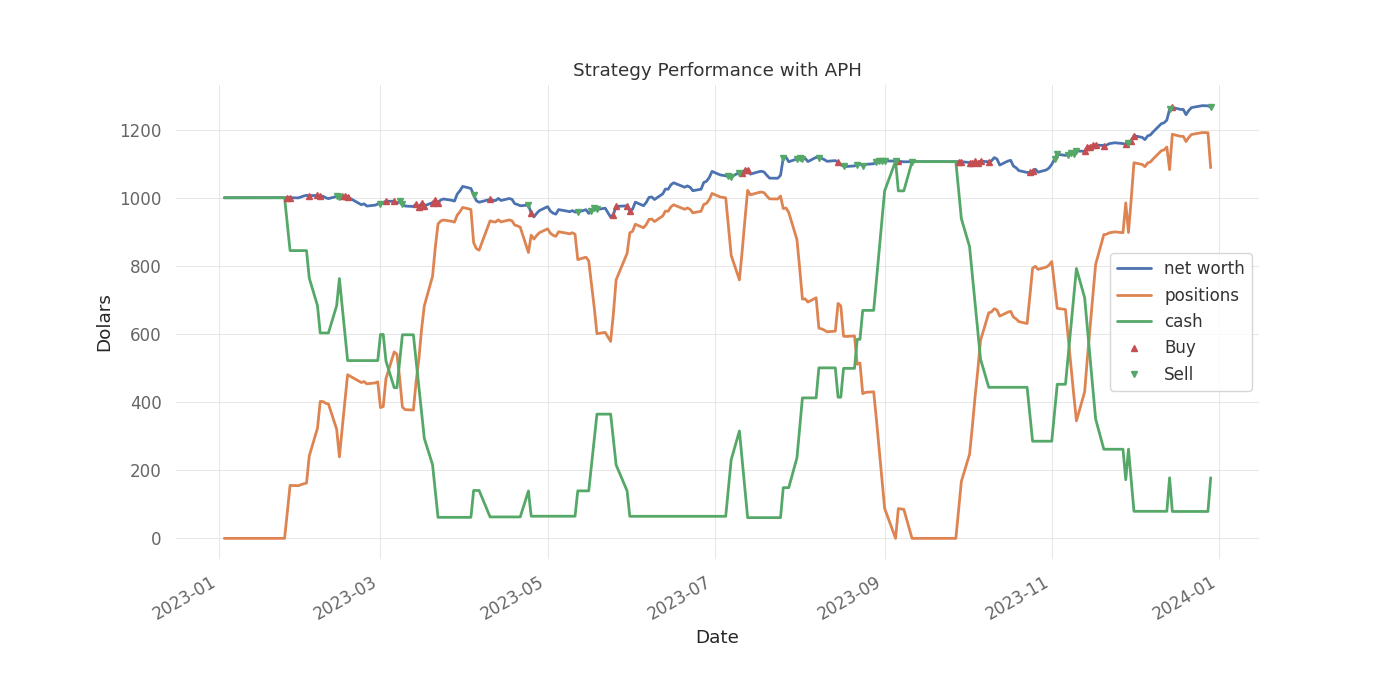 Strategy Performance with APH
Dolars
1200
1000
800
600
400
200
0
net worth
positions
cash
Buy
Sell
2023-01
2023-03
2023-05
2023-07
2023-09
2023-11
2024-01
Date